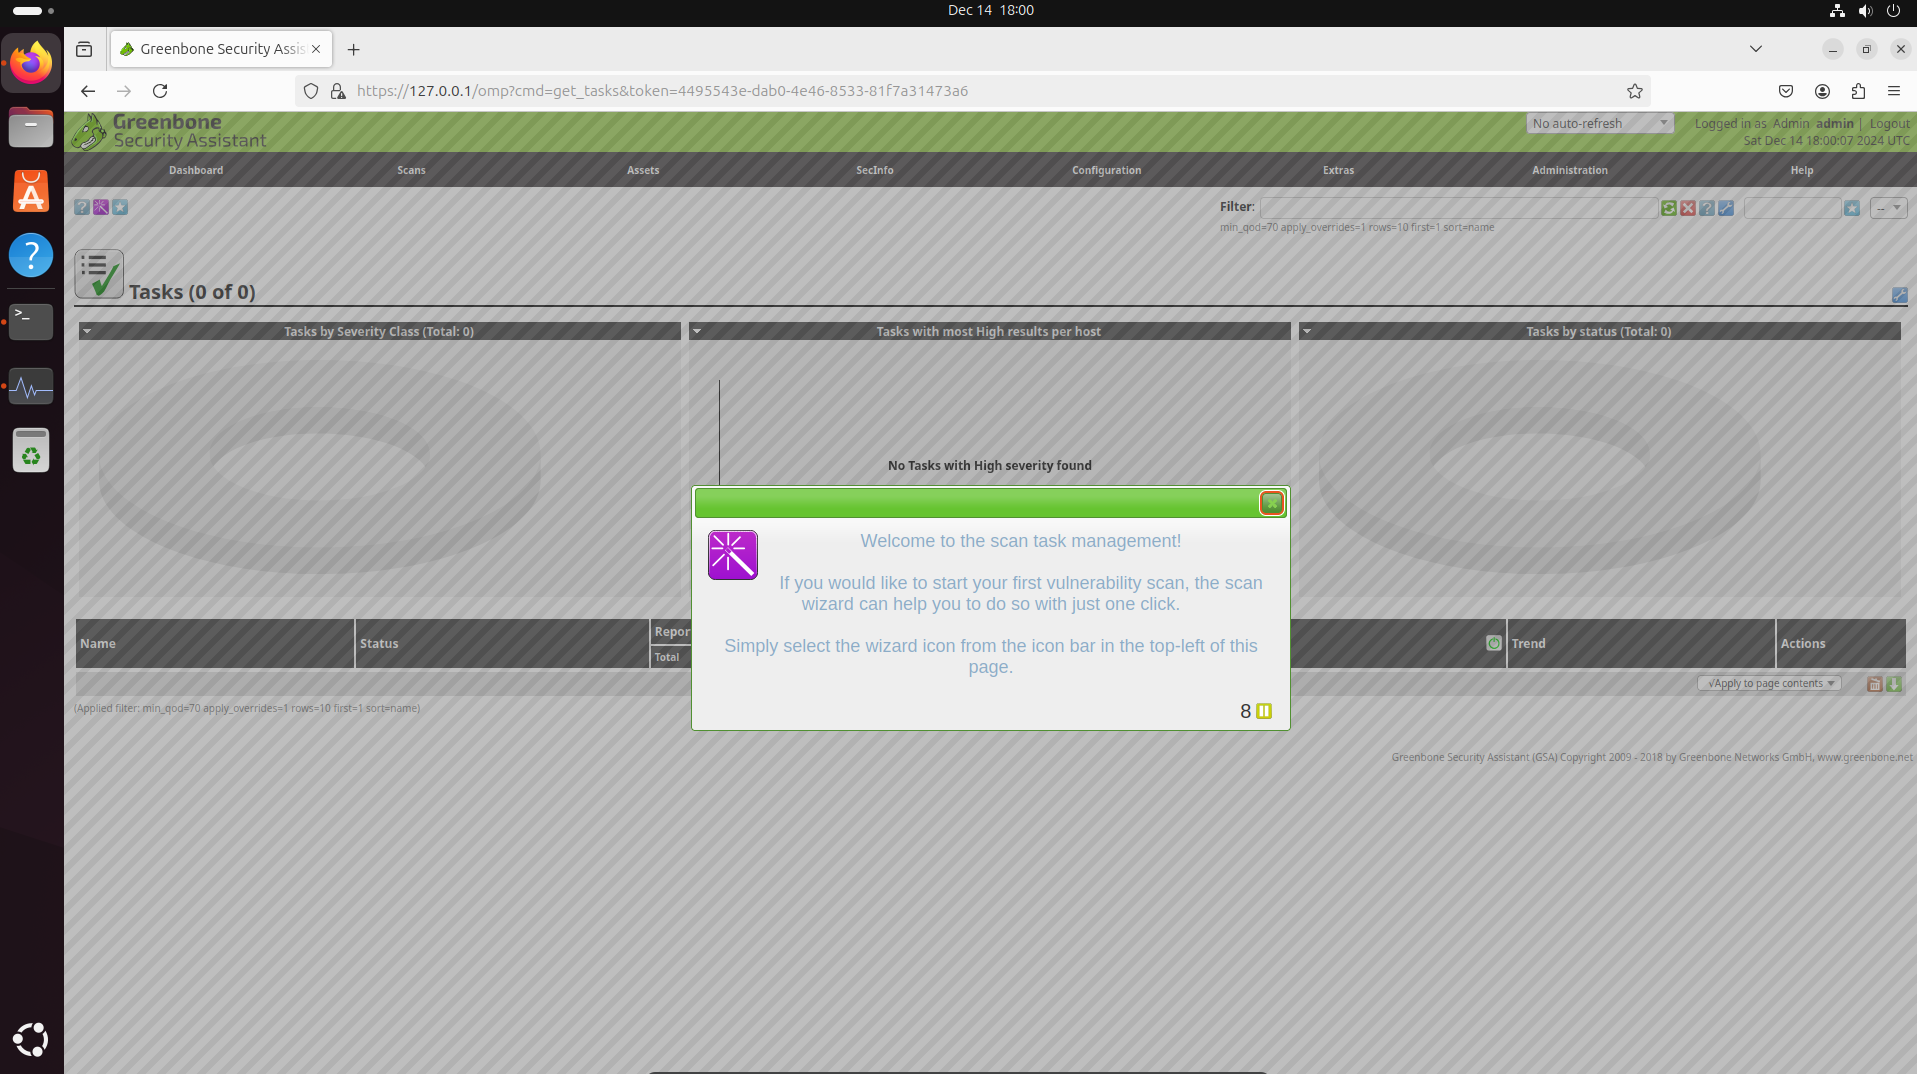 Dec 14 18:00
Greenbone Security Assis
https://127.0.0.1/omp?cmd=get_tasks&token=4495543e-dab0-4e46-8533-81f7a31473a6
Greenbone
Security Assistant
No auto-refresh
Logged in as Admin admin | Logout
Sat Dec 14 18:00:07 2024 UTC
Dashboard
Scans
Assets
SecInfo
Configuration
Extras
Administration
Help
Filter:
--
min_qod=70 apply_overrides=1 rows=10 first=1 sort=name
Tasks (0 of 0)
Tasks by Severity Class (Total: 0)
Tasks with most High results per host
Tasks by status (Total: 0)
No Tasks with High severity found
Welcome to the scan task management!
If you would like to start your first vulnerability scan, the scan
wizard can help you to do so with just one click.
Simply select the wizard icon from the icon bar in the top-left of this
page.
8
Name
Status
Repor
Total
Trend
Actions
√Apply to page contents
(Applied filter: min_qod=70 apply_overrides=1 rows=10 first=1 sort=name)
Greenbone Security Assistant (GSA) Copyright 2009 - 2018 by Greenbone Networks GmbH, www.greenbone.net